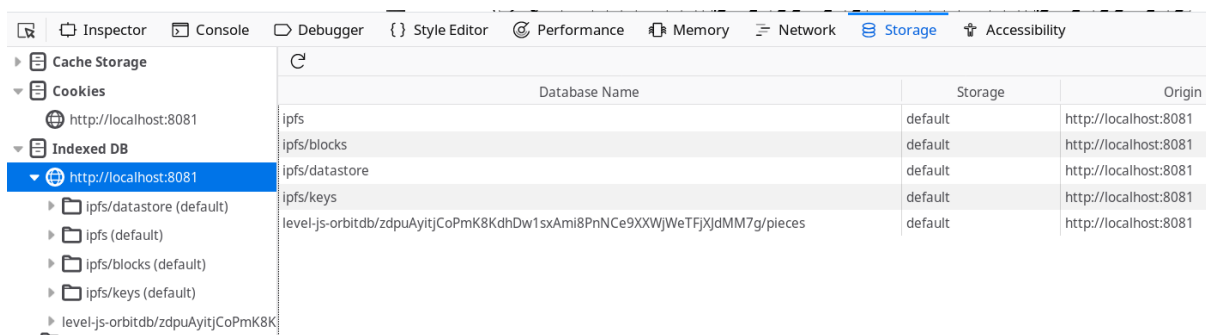 Inspector Console Debugger Style Editor Performance Memory Network Storage Accessibility
Cache Storage
Cookies
http://localhost:8081
Indexed DB
http://localhost:8081
ipfs/datastore (default)
ipfs (default)
ipfs/blocks (default)
ipfs/keys (default)
level-js-orbitdb/zdpuAyitjCoPmK8K
Database Name Storage Origin
ipfs default http://localhost:8081
ipfs/blocks default http://localhost:8081
ipfs/datastore default http://localhost:8081
ipfs/keys default http://localhost:8081
level-js-orbitdb/zdpuAyitjCoPmK8KdhDw1sxAmi8PnNCe9XXWjWeTFjXJdMM7g/pieces default http://localhost:8081